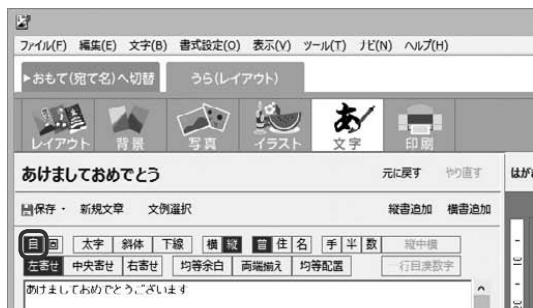 ファイル(F) 編集(E) 文字(B) 書式設定(O) 表示(V) ツール(T) ナビ(N) ヘルプ(H)
▸おもて(宛て名)へ切替 うら(レイアウト)
レイアウト 背景 写真 イラスト 文字 印刷
あけましておめでとう 元に戻す やり直す はが
保存 新規文章 文例選択 縦書追加 横書追加
自 回 太字 斜体 下線 横 縦 首 住 名 手 半 数 縦中横
左寄せ 中央寄せ 右寄せ 均等余白 両端揃え 均等配置 一行目漢数字
あけましておめでとうございます